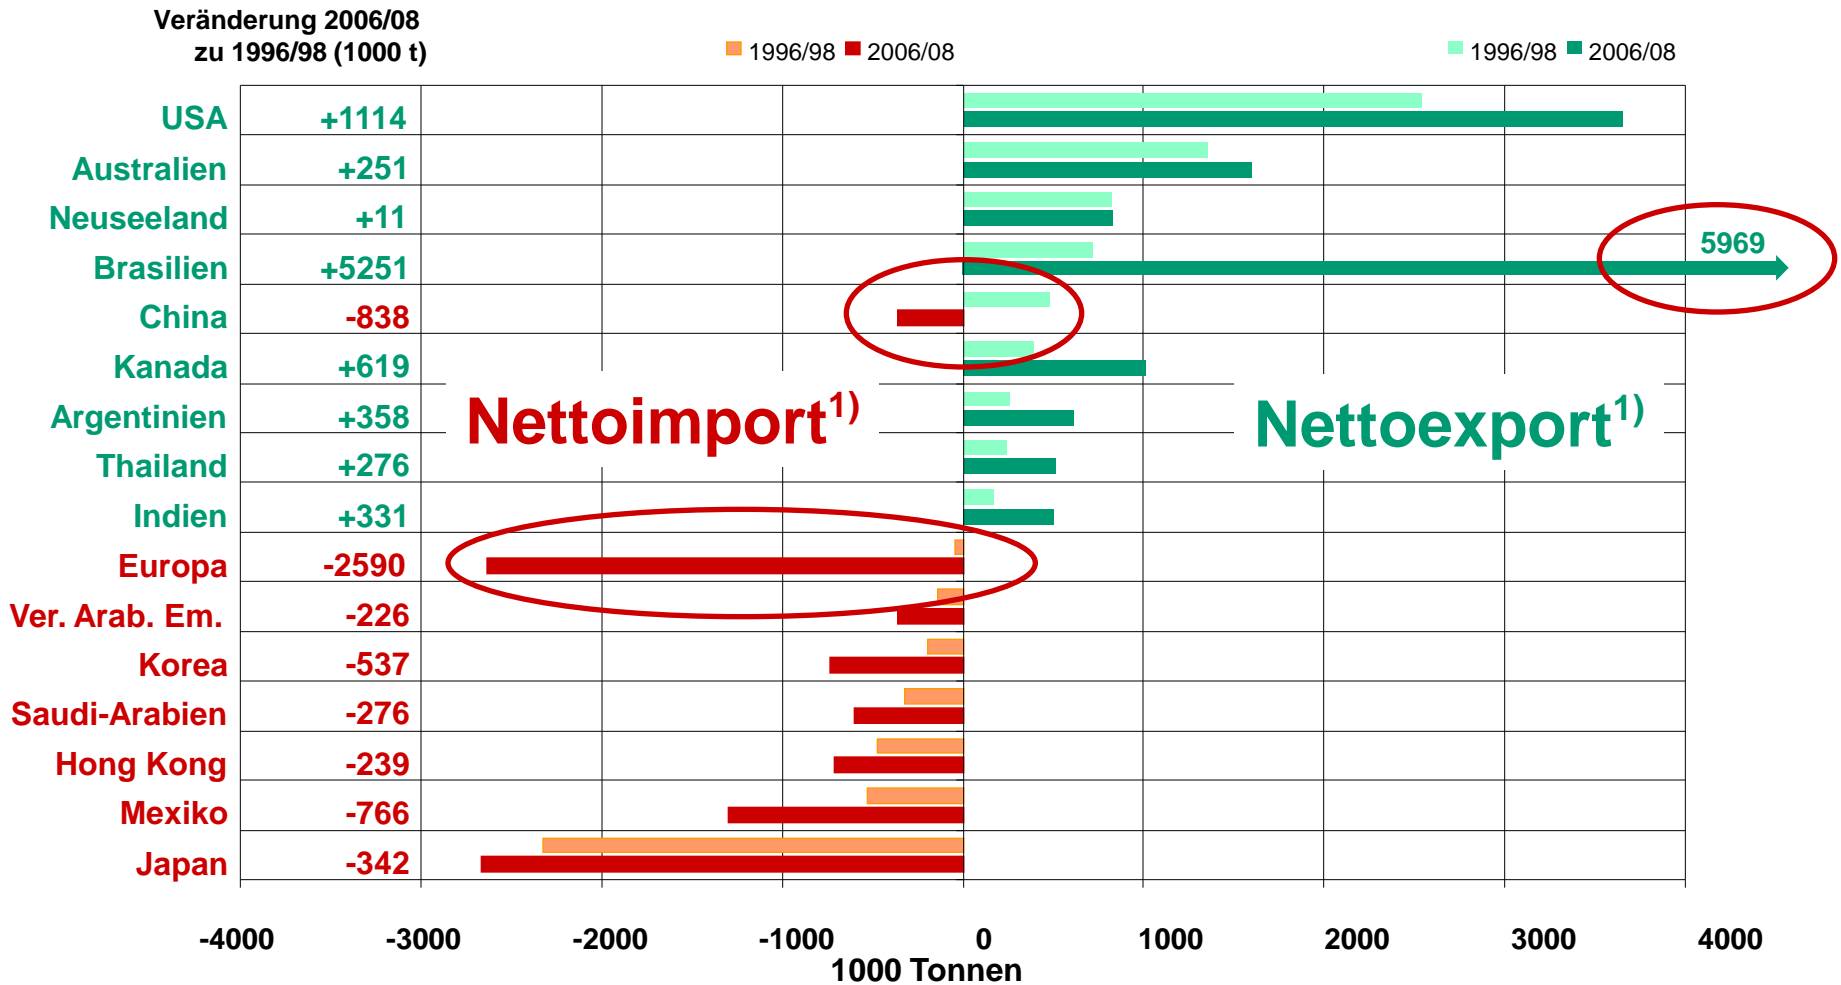 Veränderung 2006/08
zu 1996/98 (1000 t)
1996/98 2006/08
1996/98 2006/08
USA +1114
Australien +251
Neuseeland +11
Brasilien +5251
5969
China -838
Kanada +619
Argentinien +358
Nettoimport1)
Nettoexport1)
Thailand +276
Indien +331
Europa -2590
Ver. Arab. Em. -226
Korea -537
Saudi-Arabien -276
Hong Kong -239
Mexiko -766
Japan -342
-4000 -3000 -2000 -1000 0 1000 2000 3000 4000
1000 Tonnen